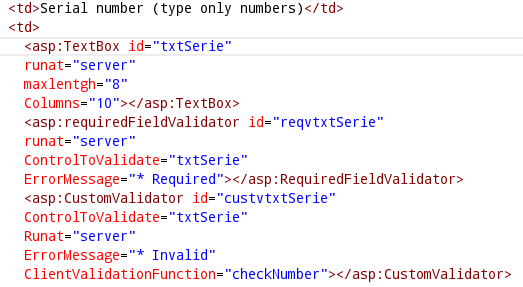 <td>Serial number (type only numbers)</td>
<td>
<asp:TextBox id="txtSerie"
runat="server"
maxlentgh="8"
Columns="10"></asp:TextBox>
<asp:requiredFieldValidator id="reqvtxtSerie"
runat="server"
ControlToValidate="txtSerie"
ErrorMessage="* Required"></asp:RequiredFieldValidator>
<asp:CustomValidator id="custvtxtSerie"
ControlToValidate="txtSerie"
Runat="server"
ErrorMessage="* Invalid"
ClientValidationFunction="checkNumber"></asp:CustomValidator>